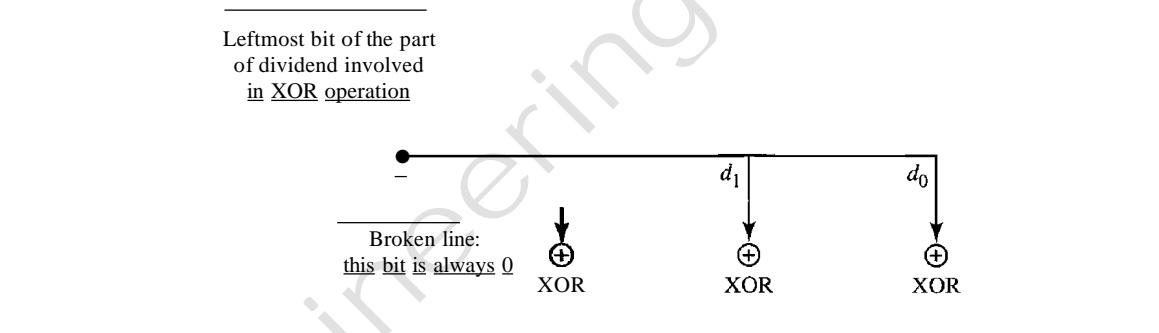 Leftmost bit of the part
of dividend involved
in XOR operation
d1
d0
Broken line:
this bit is always 0
XOR
XOR
XOR
ineering